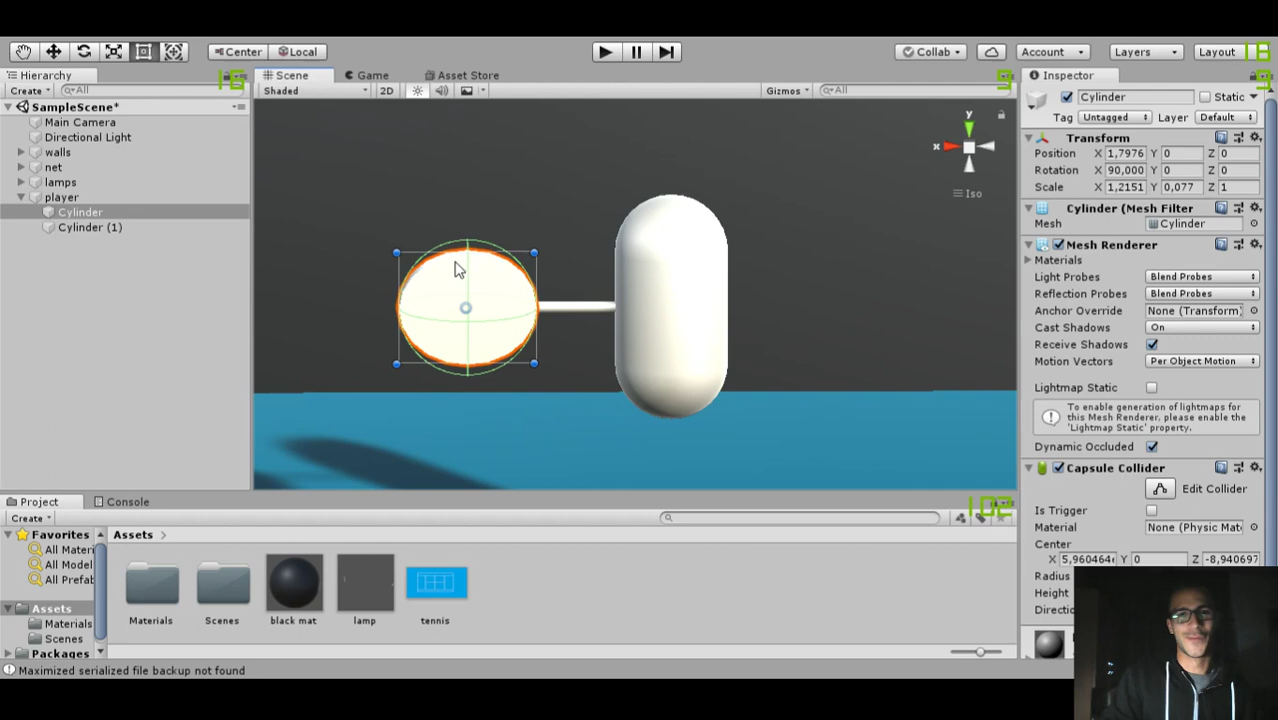 Center Local Collab Account Layers Layout 18
Hierarchy 16 Scene Game Asset Store 9 Inspector 9
Create All Shaded 2D Gizmos All Cylinder Static
SampleScene* Tag Untagged Layer Default
Main Camera
Directional Light
walls
net
lamps
player
Cylinder
Cylinder (1)
y
x
Iso
Transform
Position X 1,7976 Y 0 Z 0
Rotation X 90,000 Y 0 Z 0
Scale X 1,2151 Y 0,077 Z 1
Cylinder (Mesh Filter
Mesh Cylinder
Mesh Renderer
Materials
Light Probes Blend Probes
Reflection Probes Blend Probes
Anchor Override None (Transform)
Cast Shadows On
Receive Shadows
Motion Vectors Per Object Motion
Lightmap Static
To enable generation of lightmaps for
this Mesh Renderer, please enable the
'Lightmap Static' property.
Dynamic Occluded
Capsule Collider
Edit Collider
Is Trigger
Material None (Physic Mat
Center
X 5,960464 Y 0 Z -8,940697
Radius
Height
Directi
Project Console 102
Create
Favorites
All Materi
All Model
All Prefab
Assets
Materials
Scenes
Packages
Assets
Materials Scenes black mat lamp tennis
Maximized serialized file backup not found